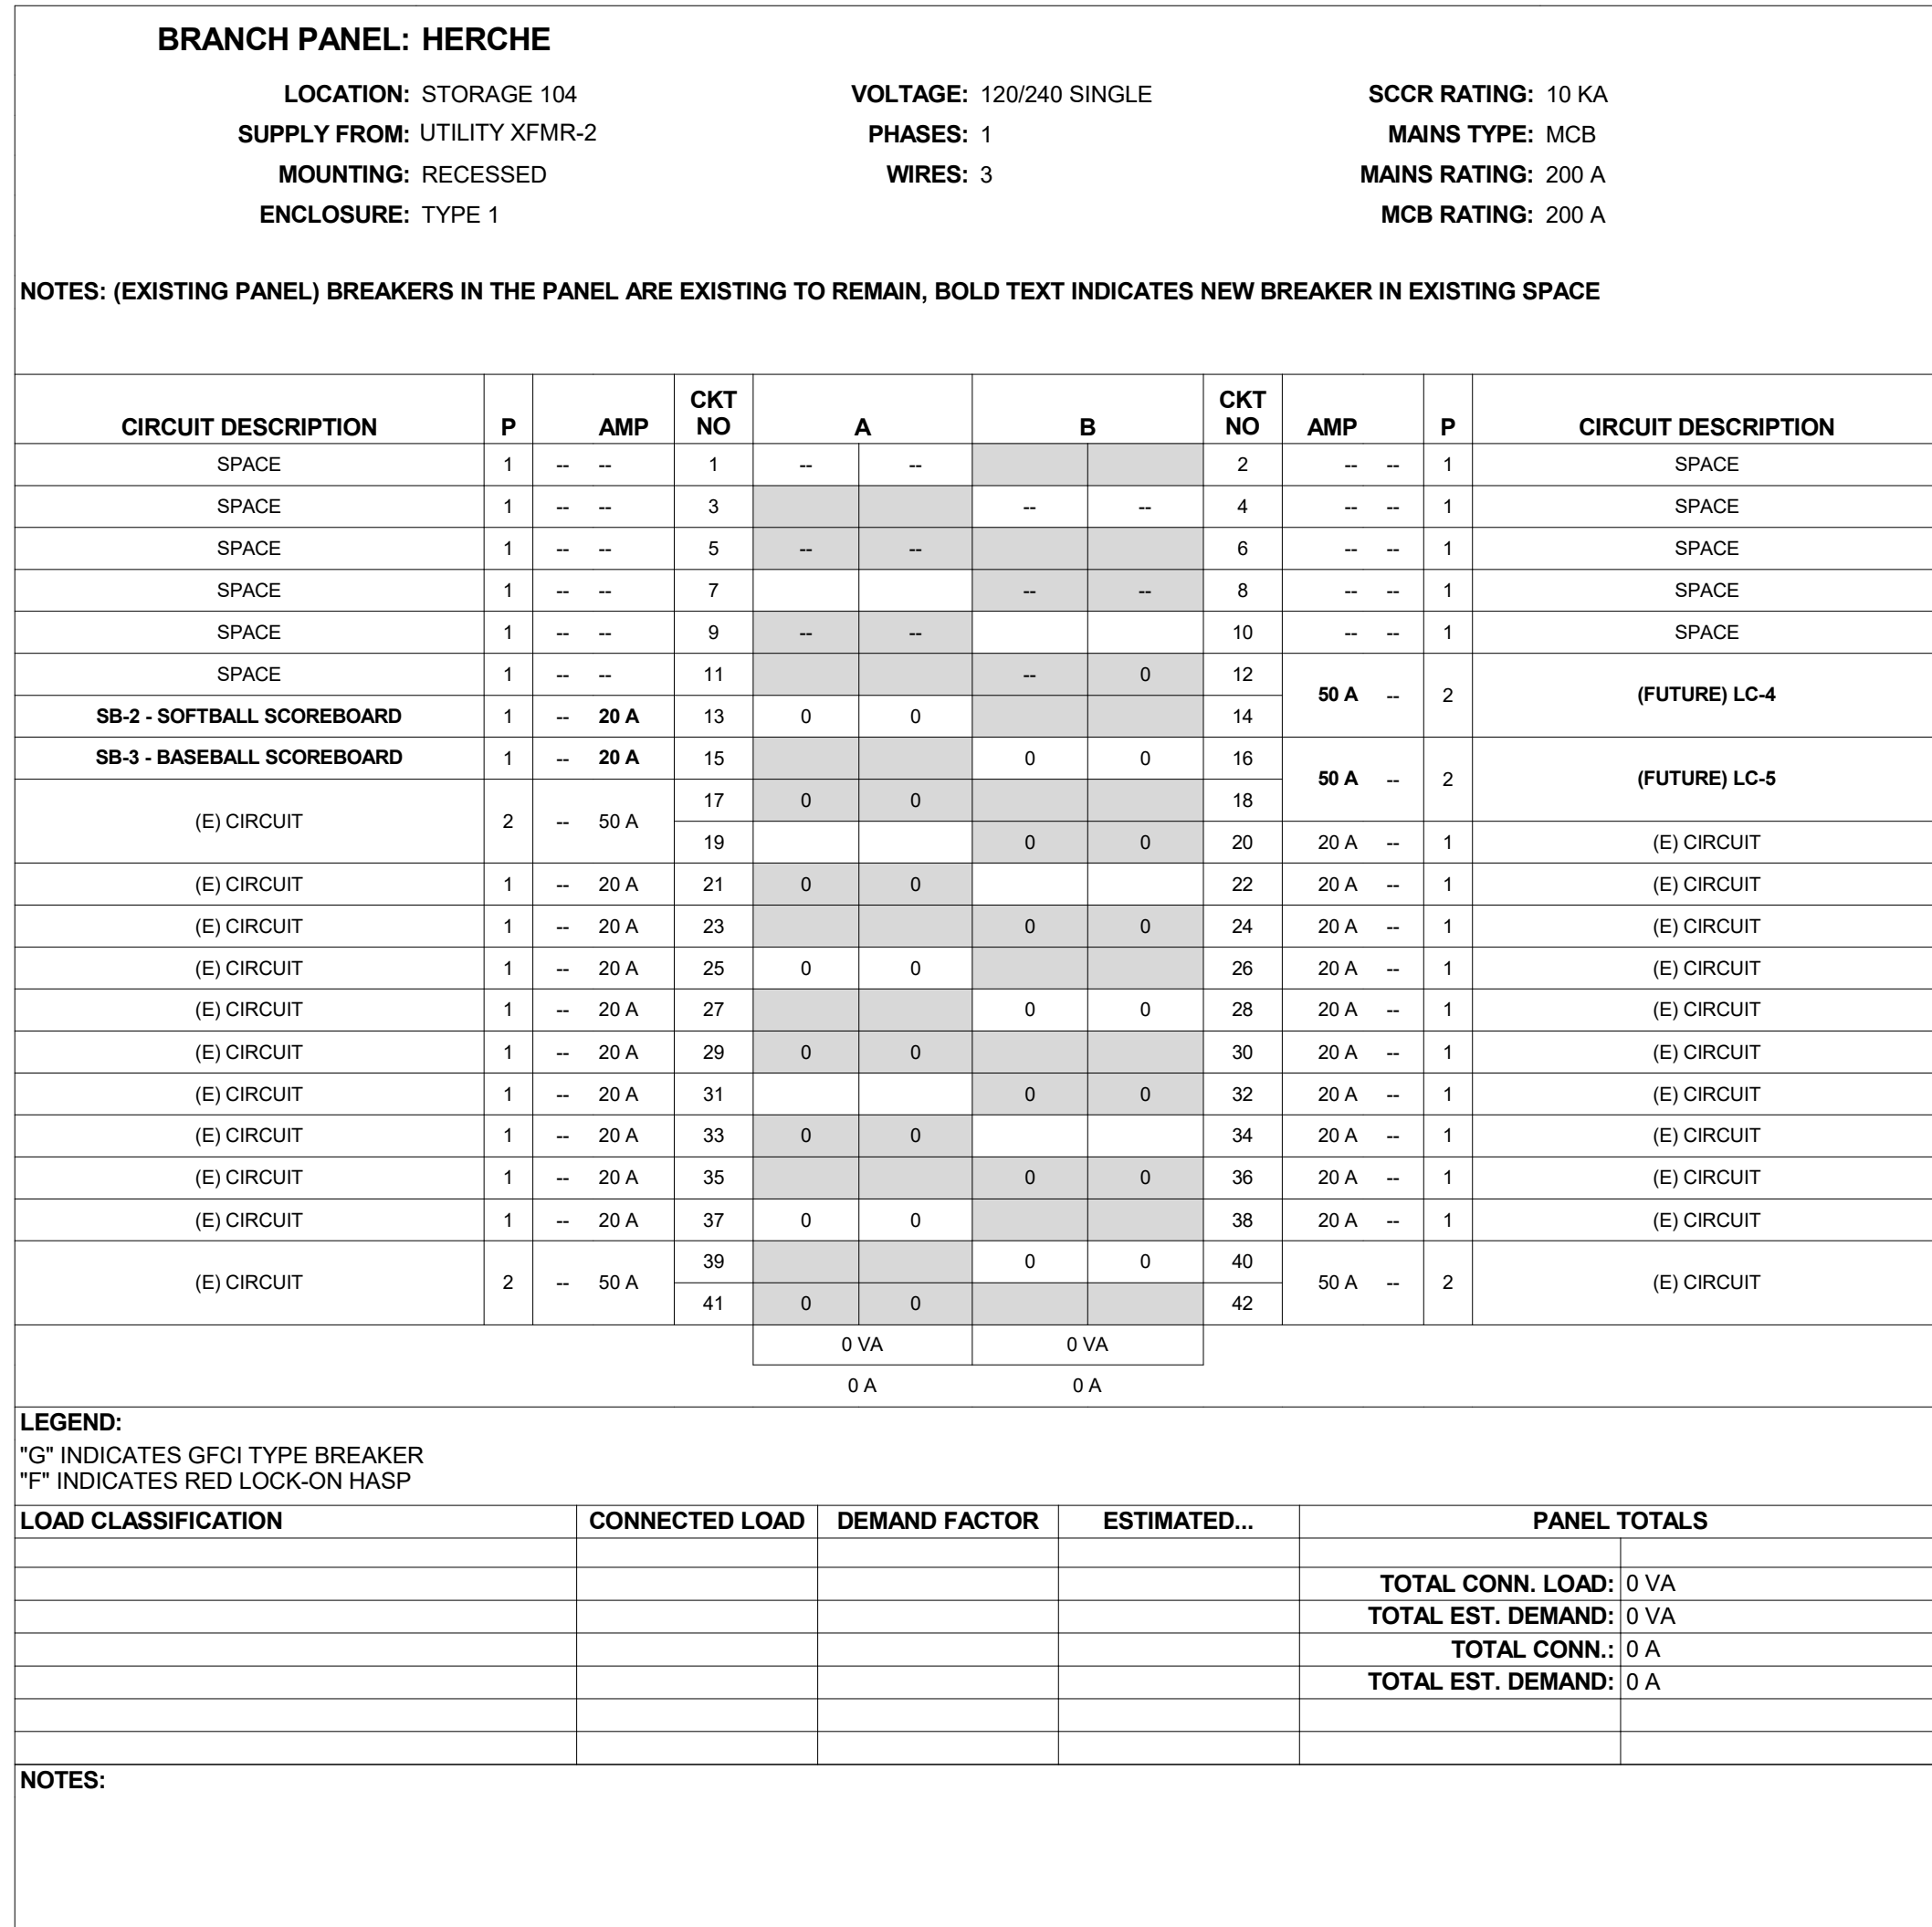 BRANCH PANEL: HERCHE
LOCATION: STORAGE 104 VOLTAGE: 120/240 SINGLE SCCR RATING: 10 KA
SUPPLY FROM: UTILITY XFMR-2 PHASES: 1 MAINS TYPE: MCB
MOUNTING: RECESSED WIRES: 3 MAINS RATING: 200 A
ENCLOSURE: TYPE 1 MCB RATING: 200 A
NOTES: (EXISTING PANEL) BREAKERS IN THE PANEL ARE EXISTING TO REMAIN, BOLD TEXT INDICATES NEW BREAKER IN EXISTING SPACE
CIRCUIT DESCRIPTION P AMP CKT NO A B CKT NO AMP P CIRCUIT DESCRIPTION
SPACE 1 -- -- 1 -- -- 2 -- -- 1 SPACE
SPACE 1 -- -- 3 -- -- 4 -- -- 1 SPACE
SPACE 1 -- -- 5 -- -- 6 -- -- 1 SPACE
SPACE 1 -- -- 7 -- -- 8 -- -- 1 SPACE
SPACE 1 -- -- 9 -- -- 10 -- -- 1 SPACE
SPACE 1 -- -- 11 -- 0 12 50 A -- 2 (FUTURE) LC-4
SB-2 - SOFTBALL SCOREBOARD 1 -- 20 A 13 0 0 14
SB-3 - BASEBALL SCOREBOARD 1 -- 20 A 15 0 0 16 50 A -- 2 (FUTURE) LC-5
(E) CIRCUIT 2 -- 50 A 17 0 0 18
19 0 0 20 20 A -- 1 (E) CIRCUIT
(E) CIRCUIT 1 -- 20 A 21 0 0 22 20 A -- 1 (E) CIRCUIT
(E) CIRCUIT 1 -- 20 A 23 0 0 24 20 A -- 1 (E) CIRCUIT
(E) CIRCUIT 1 -- 20 A 25 0 0 26 20 A -- 1 (E) CIRCUIT
(E) CIRCUIT 1 -- 20 A 27 0 0 28 20 A -- 1 (E) CIRCUIT
(E) CIRCUIT 1 -- 20 A 29 0 0 30 20 A -- 1 (E) CIRCUIT
(E) CIRCUIT 1 -- 20 A 31 0 0 32 20 A -- 1 (E) CIRCUIT
(E) CIRCUIT 1 -- 20 A 33 0 0 34 20 A -- 1 (E) CIRCUIT
(E) CIRCUIT 1 -- 20 A 35 0 0 36 20 A -- 1 (E) CIRCUIT
(E) CIRCUIT 1 -- 20 A 37 0 0 38 20 A -- 1 (E) CIRCUIT
(E) CIRCUIT 2 -- 50 A 39 0 0 40 50 A -- 2 (E) CIRCUIT
41 0 0 42
0 VA 0 VA
0 A 0 A
LEGEND:
"G" INDICATES GFCI TYPE BREAKER
"F" INDICATES RED LOCK-ON HASP
LOAD CLASSIFICATION CONNECTED LOAD DEMAND FACTOR ESTIMATED... PANEL TOTALS
TOTAL CONN. LOAD: 0 VA
TOTAL EST. DEMAND: 0 VA
TOTAL CONN.: 0 A
TOTAL EST. DEMAND: 0 A
NOTES: